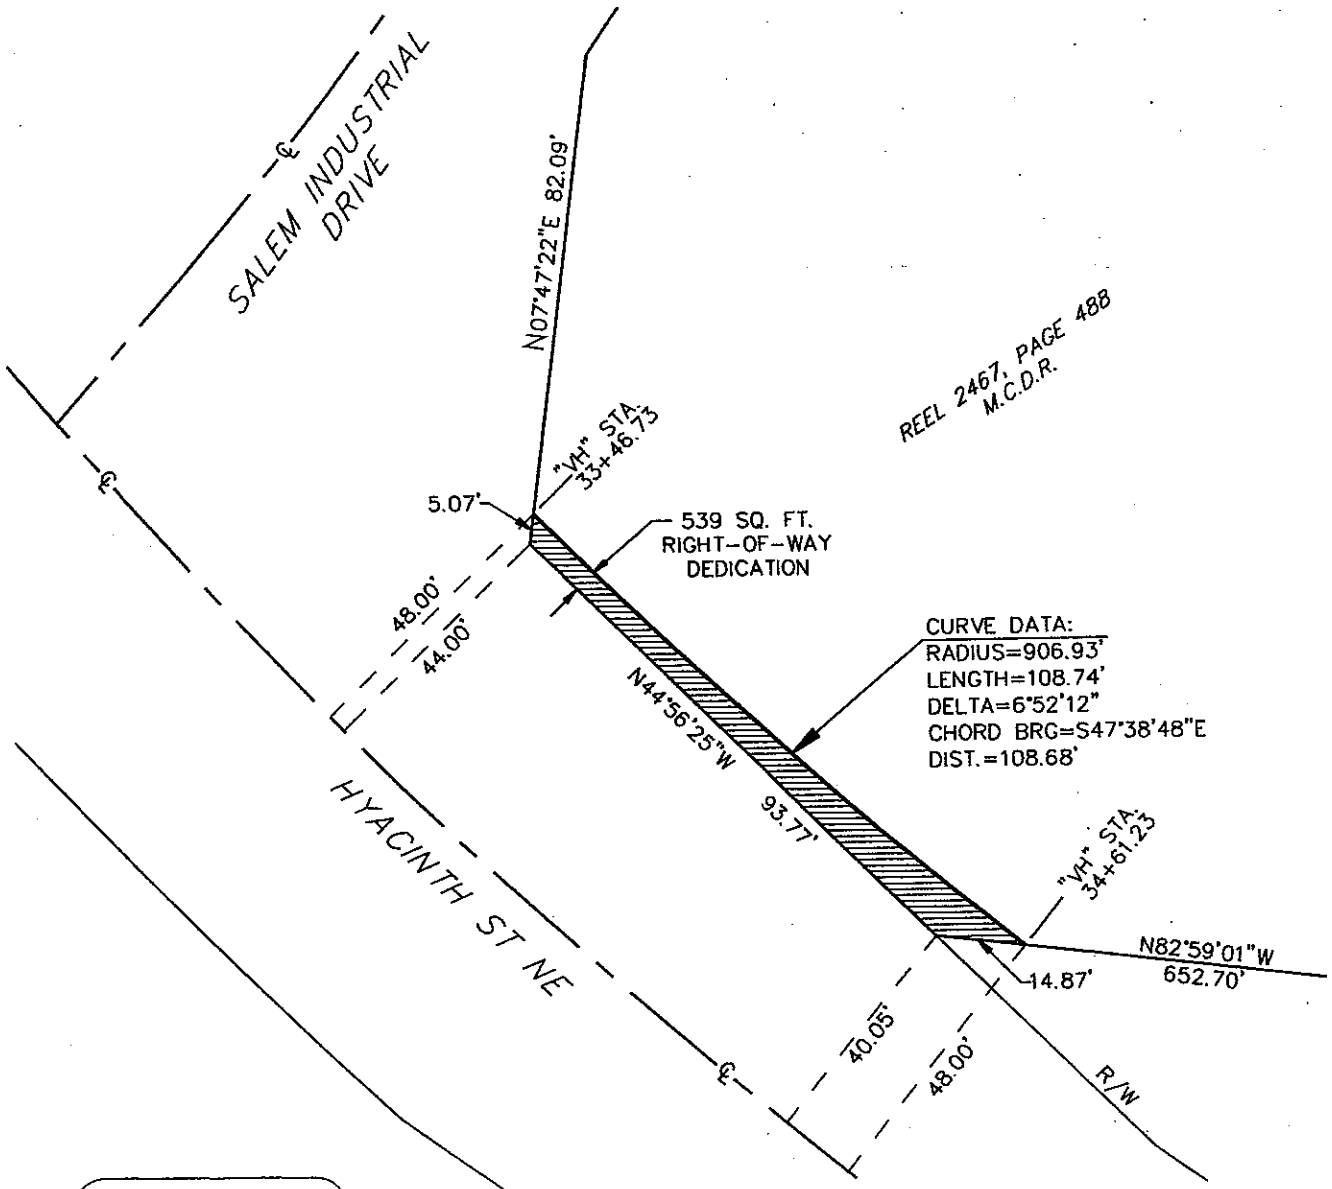 SALEM INDUSTRIAL
DRIVE
N07°47'22"E 82.09'
REEL 2467, PAGE 488
M.C.D.R.
"VH" STA.
33+46.73
5.07'
539 SQ. FT.
RIGHT-OF-WAY
DEDICATION
48.00'
44.00'
CURVE DATA:
RADIUS=906.93'
LENGTH=108.74'
DELTA=6°52'12"
CHORD BRG=S47°38'48"E
DIST.=108.68'
N44°56'25"W
93.77'
HYACINTH ST NE
"VH" STA.
34+61.23
N82°59'01"W
652.70'
14.87'
40.05'
48.00'
R/W